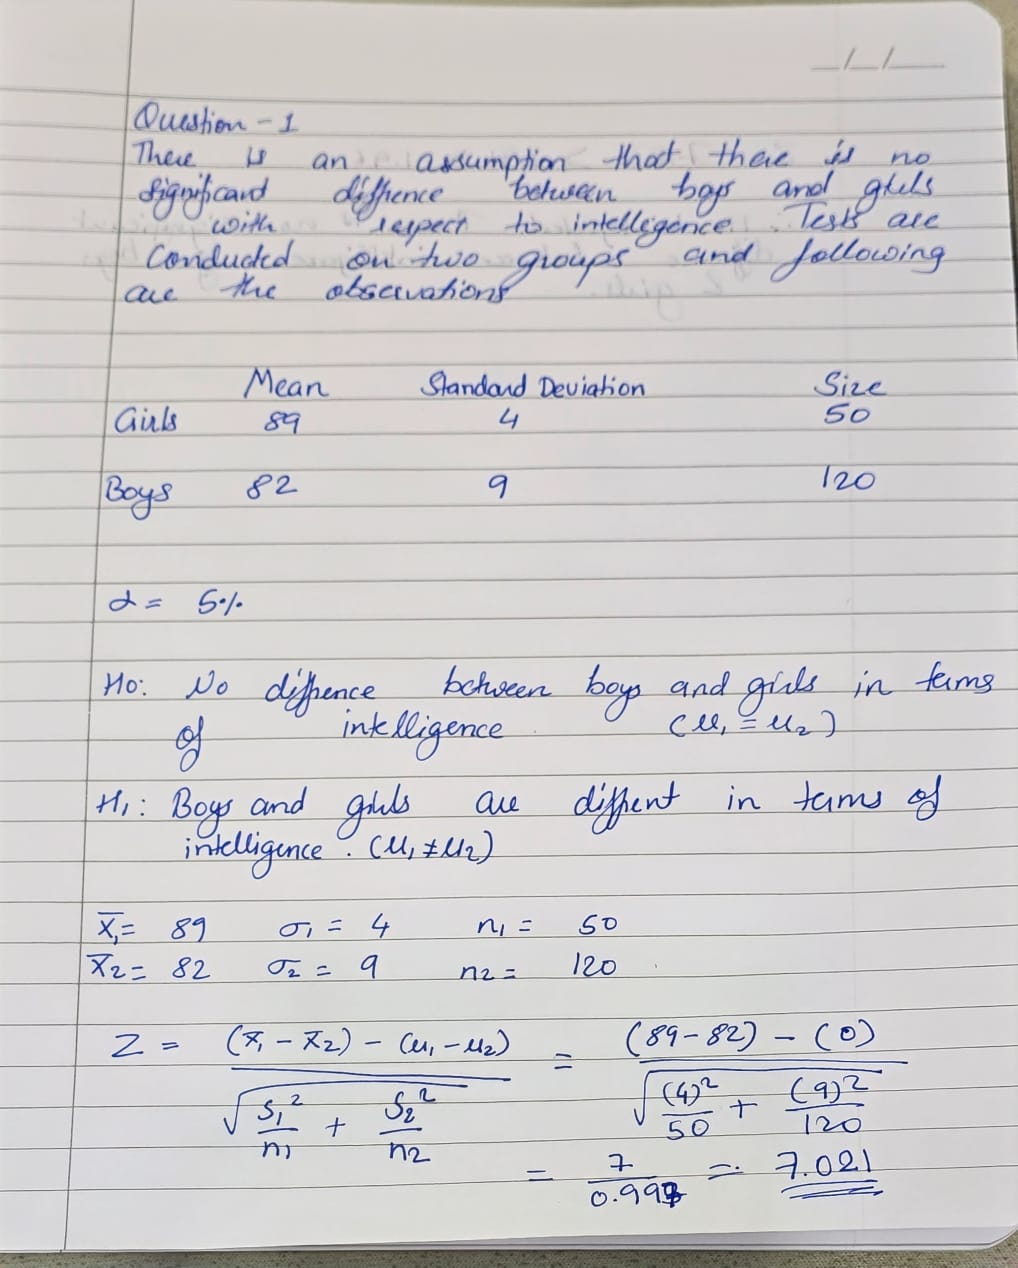 _/_/__
Question - 1
There is an assumption that there is no
significant diffience between boys and girls
with respect to intelligence. Tests are
Conducted on two groups and following
are the observations
Mean Standard Deviation Size
Girls 89 4 50
Boys 82 9 120
α = 5%
Ho: No diffrence between boys and girls in terms
of intelligence (μ₁ = μ₂)
H₁: Boys and girls are diffrent in terms of
intelligence. (μ₁ ≠ μ₂)
x̄₁ = 89 σ₁ = 4 n₁ = 50
x̄₂ = 82 σ₂ = 9 n₂ = 120
Z = (x̄₁ - x̄₂) - (μ₁ - μ₂) / √(S₁²/n₁ + S₂²/n₂) = (89-82) - (0) / √((4)²/50 + (9)²/120)
= 7/0.997 = 7.021